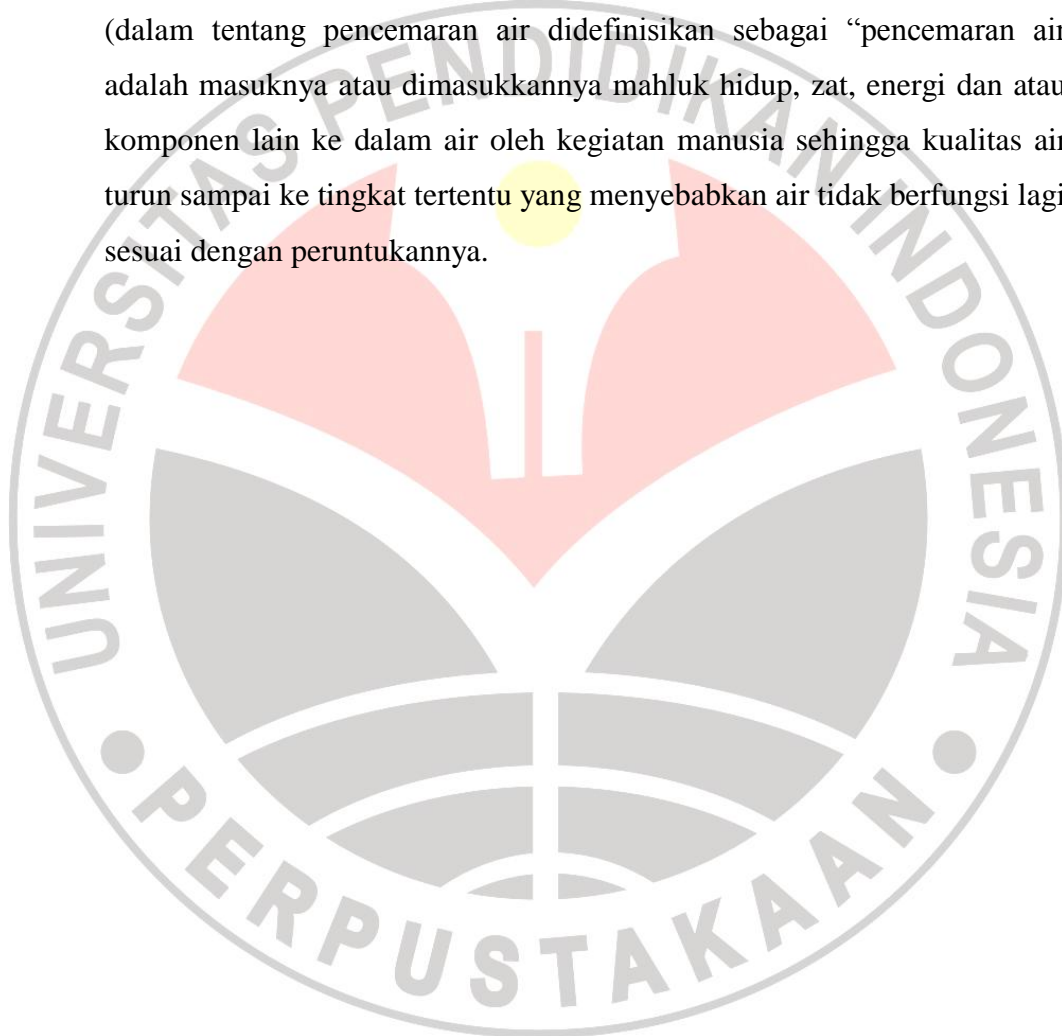 (dalam tentang pencemaran air didefinisikan sebagai “pencemaran air
adalah masuknya atau dimasukkannya mahluk hidup, zat, energi dan atau
komponen lain ke dalam air oleh kegiatan manusia sehingga kualitas air
turun sampai ke tingkat tertentu yang menyebabkan air tidak berfungsi lagi
sesuai dengan peruntukannya.
UNIVERSITAS PENDIDIKAN INDONESIA
PERPUSTAKAAN